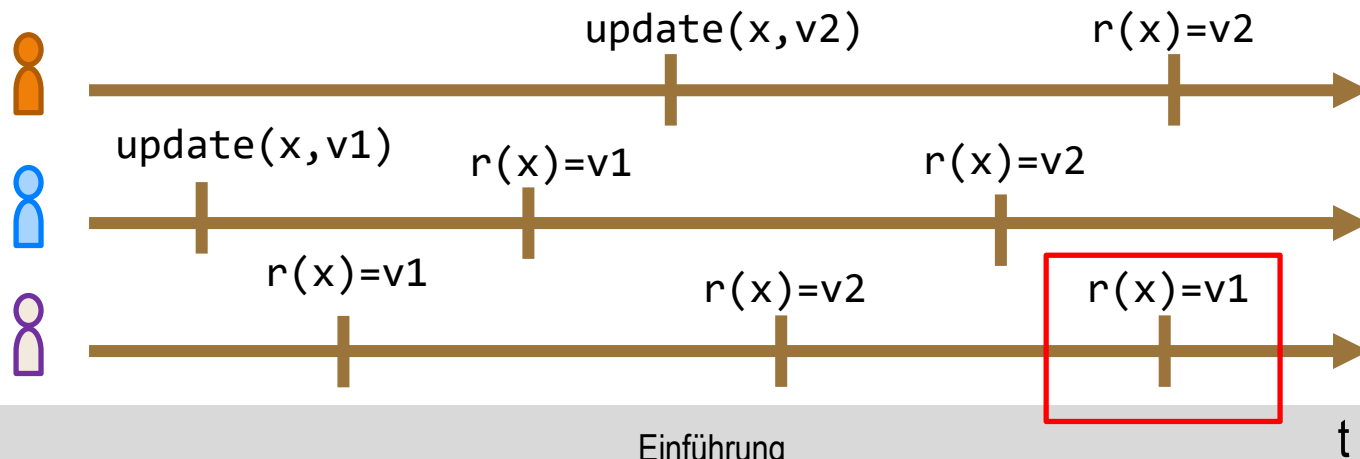 update(x,v2)
r(x)=v2
update(x,v1)
r(x)=v1
r(x)=v2
r(x)=v1
r(x)=v2
r(x)=v1
Einführung
t